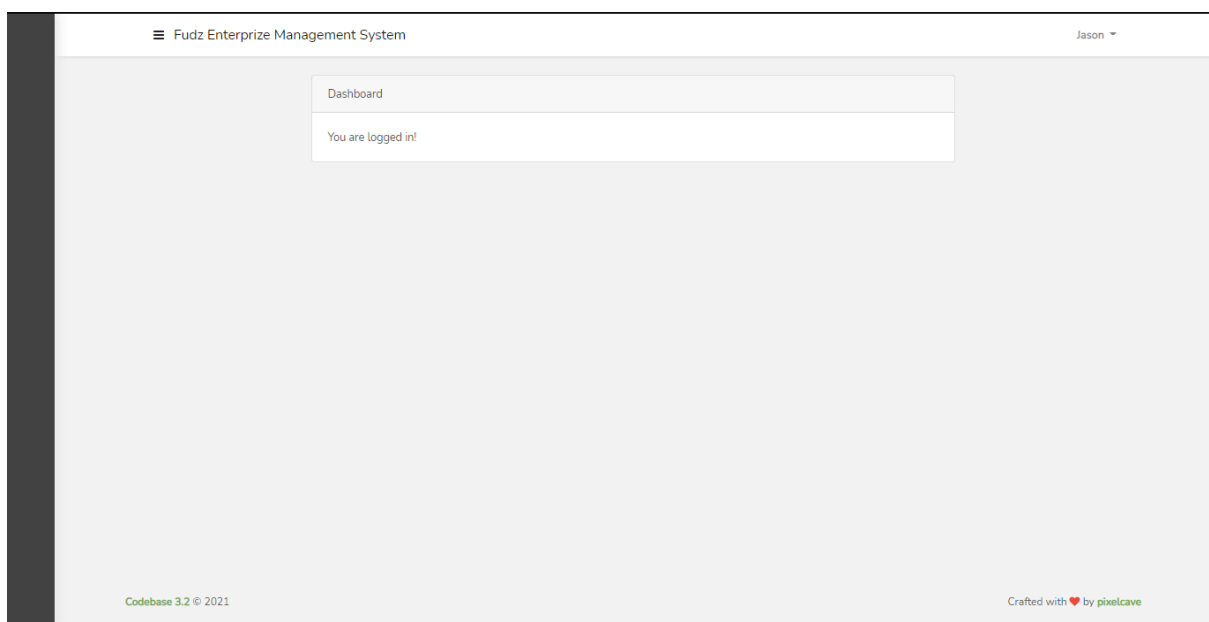 Fudz Enterprize Management System
Jason
Dashboard
You are logged in!
Codebase 3.2 © 2021
Crafted with ❤ by pixelcave